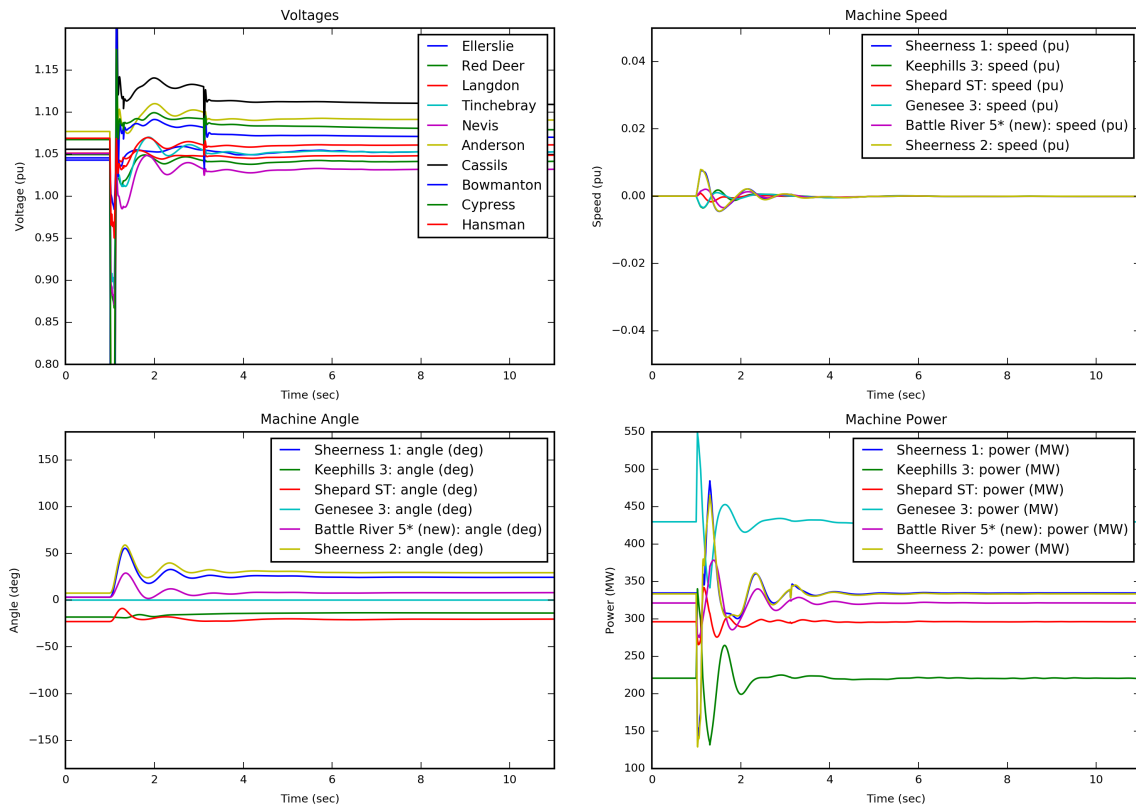 Voltages
1.15
1.10
1.05
1.00
0.95
0.90
0.85
0.80
Voltage (pu)
0 2 4 6 8 10
Time (sec)
Ellerslie
Red Deer
Langdon
Tinchebray
Nevis
Anderson
Cassils
Bowmanton
Cypress
Hansman
Machine Speed
0.04
0.02
0.00
−0.02
−0.04
Speed (pu)
0 2 4 6 8 10
Time (sec)
Sheerness 1: speed (pu)
Keephills 3: speed (pu)
Shepard ST: speed (pu)
Genesee 3: speed (pu)
Battle River 5* (new): speed (pu)
Sheerness 2: speed (pu)
Machine Angle
150
100
50
0
−50
−100
−150
Angle (deg)
0 2 4 6 8 10
Time (sec)
Sheerness 1: angle (deg)
Keephills 3: angle (deg)
Shepard ST: angle (deg)
Genesee 3: angle (deg)
Battle River 5* (new): angle (deg)
Sheerness 2: angle (deg)
Machine Power
550
500
450
400
350
300
250
200
150
100
Power (MW)
0 2 4 6 8 10
Time (sec)
Sheerness 1: power (MW)
Keephills 3: power (MW)
Shepard ST: power (MW)
Genesee 3: power (MW)
Battle River 5* (new): power (MW)
Sheerness 2: power (MW)